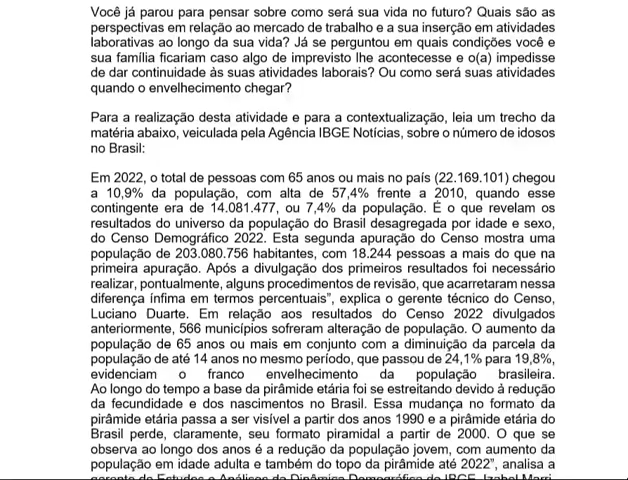 Você já parou para pensar sobre como será sua vida no futuro? Quais são as
perspectivas em relação ao mercado de trabalho e a sua inserção em atividades
laborativas ao longo da sua vida? Já se perguntou em quais condições você e
sua família ficariam caso algo de imprevisto lhe acontecesse e o(a) impedisse
de dar continuidade às suas atividades laborais? Ou como será suas atividades
quando o envelhecimento chegar?
Para a realização desta atividade e para a contextualização, leia um trecho da
matéria abaixo, veiculada pela Agência IBGE Notícias, sobre o número de idosos
no Brasil:
Em 2022, o total de pessoas com 65 anos ou mais no país (22.169.101) chegou
a 10,9% da população, com alta de 57,4% frente a 2010, quando esse
contingente era de 14.081.477, ou 7,4% da população. É o que revelam os
resultados do universo da população do Brasil desagregada por idade e sexo,
do Censo Demográfico 2022. Esta segunda apuração do Censo mostra uma
população de 203.080.756 habitantes, com 18.244 pessoas a mais do que na
primeira apuração. Após a divulgação dos primeiros resultados foi necessário
realizar, pontualmente, alguns procedimentos de revisão, que acarretaram nessa
diferença ínfima em termos percentuais”, explica o gerente técnico do Censo,
Luciano Duarte. Em relação aos resultados do Censo 2022 divulgados
anteriormente, 566 municípios sofreram alteração de população. O aumento da
população de 65 anos ou mais em conjunto com a diminuição da parcela da
população de até 14 anos no mesmo período, que passou de 24,1% para 19,8%,
evidenciam o franco envelhecimento da população brasileira.
Ao longo do tempo a base da pirâmide etária foi se estreitando devido à redução
da fecundidade e dos nascimentos no Brasil. Essa mudança no formato da
pirâmide etária passa a ser visível a partir dos anos 1990 e a pirâmide etária do
Brasil perde, claramente, seu formato piramidal a partir de 2000. O que se
observa ao longo dos anos é a redução da população jovem, com aumento da
população em idade adulta e também do topo da pirâmide até 2022”, analisa a
gerente de Estudos e Análises da Dinâmica Demográfica do IBGE, Izabel Marri.